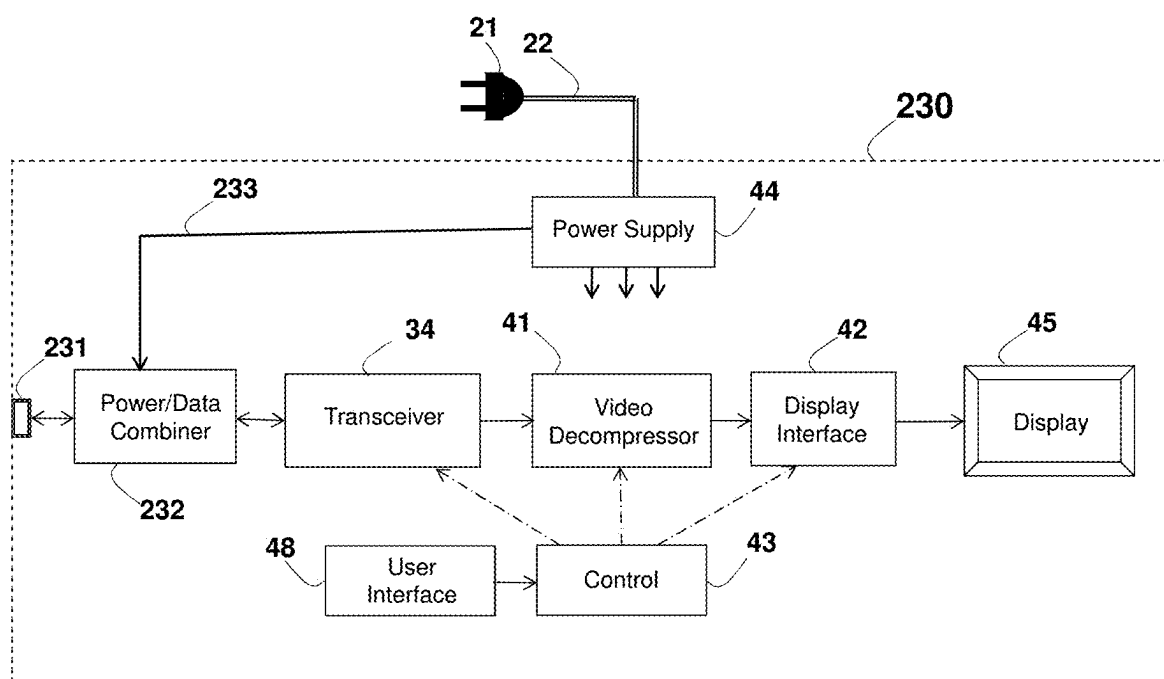 21
22
230
233
44
Power Supply
231
34
41
42
45
Power/Data
Combiner
Transceiver
Video
Decompressor
Display
Interface
Display
232
48
User
Interface
Control
43